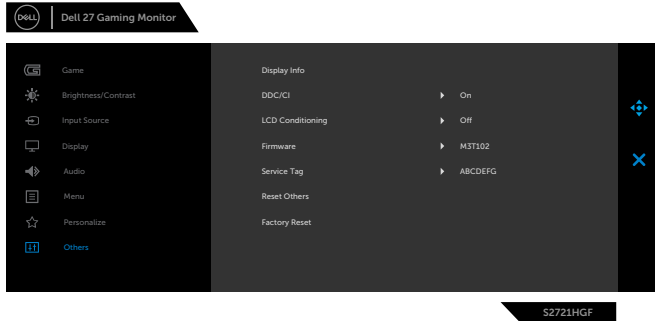 DELL Dell 27 Gaming Monitor
Game
Brightness/Contrast
Input Source
Display
Audio
Menu
Personalize
Others
Display Info
DDC/CI On
LCD Conditioning Off
Firmware M3T102
Service Tag ABCDEFG
Reset Others
Factory Reset
S2721HGF